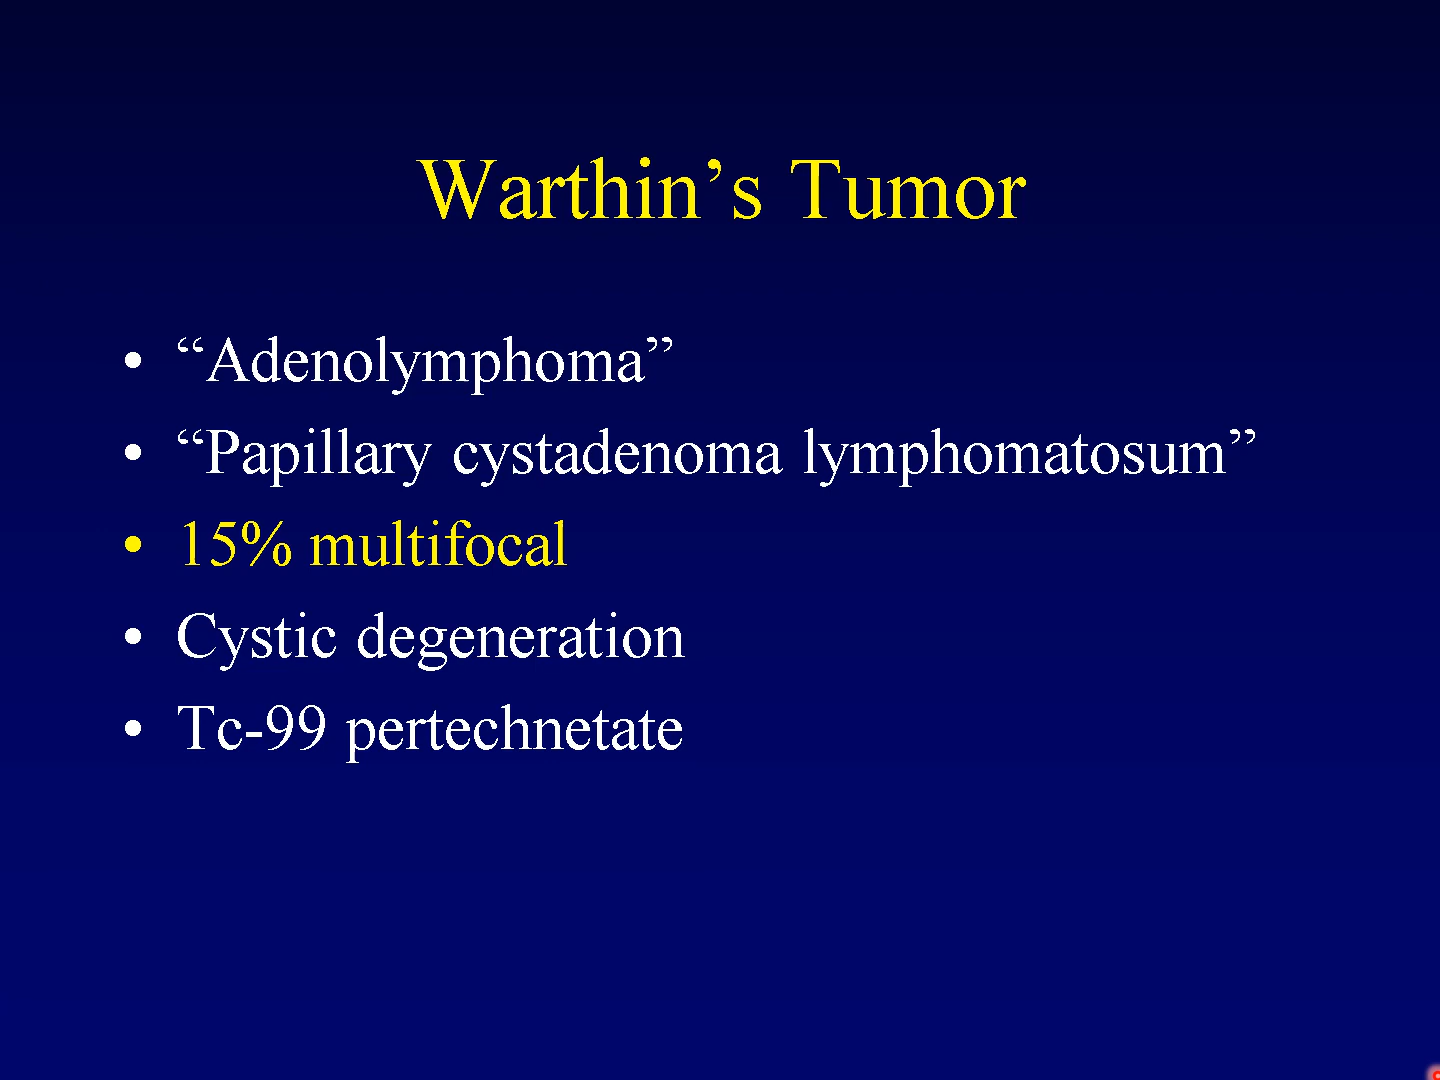 Warthin’s Tumor
• “Adenolymphoma”
• “Papillary cystadenoma lymphomatosum”
• 15% multifocal
• Cystic degeneration
• Tc-99 pertechnetate